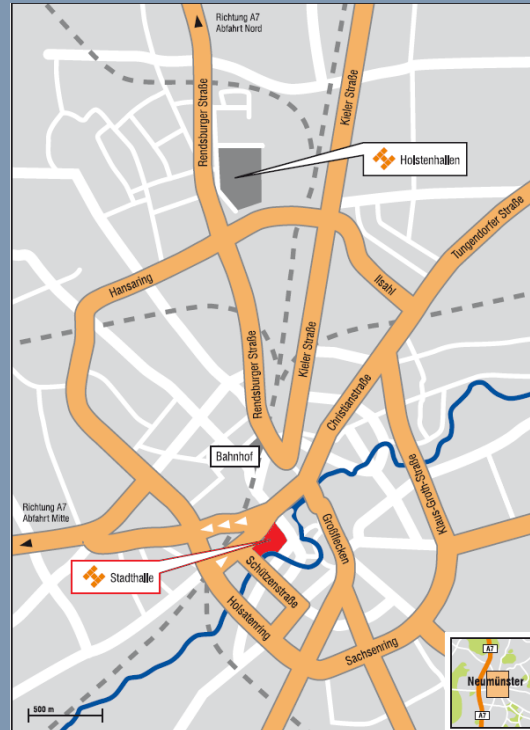 Richtung A7
Abfahrt Nord
Rendsburger Straße
Kieler Straße
Holstenhallen
Tungendorfer Straße
Hansaring
Ilsahl
Rendsburger Straße
Kieler Straße
Christianstraße
Bahnhof
Klaus-Groth-Straße
Richtung A7
Abfahrt Mitte
Großflecken
Stadthalle
Schützenstraße
Holsatenring
Sachsenring
A7
Neumünster
A7
500 m